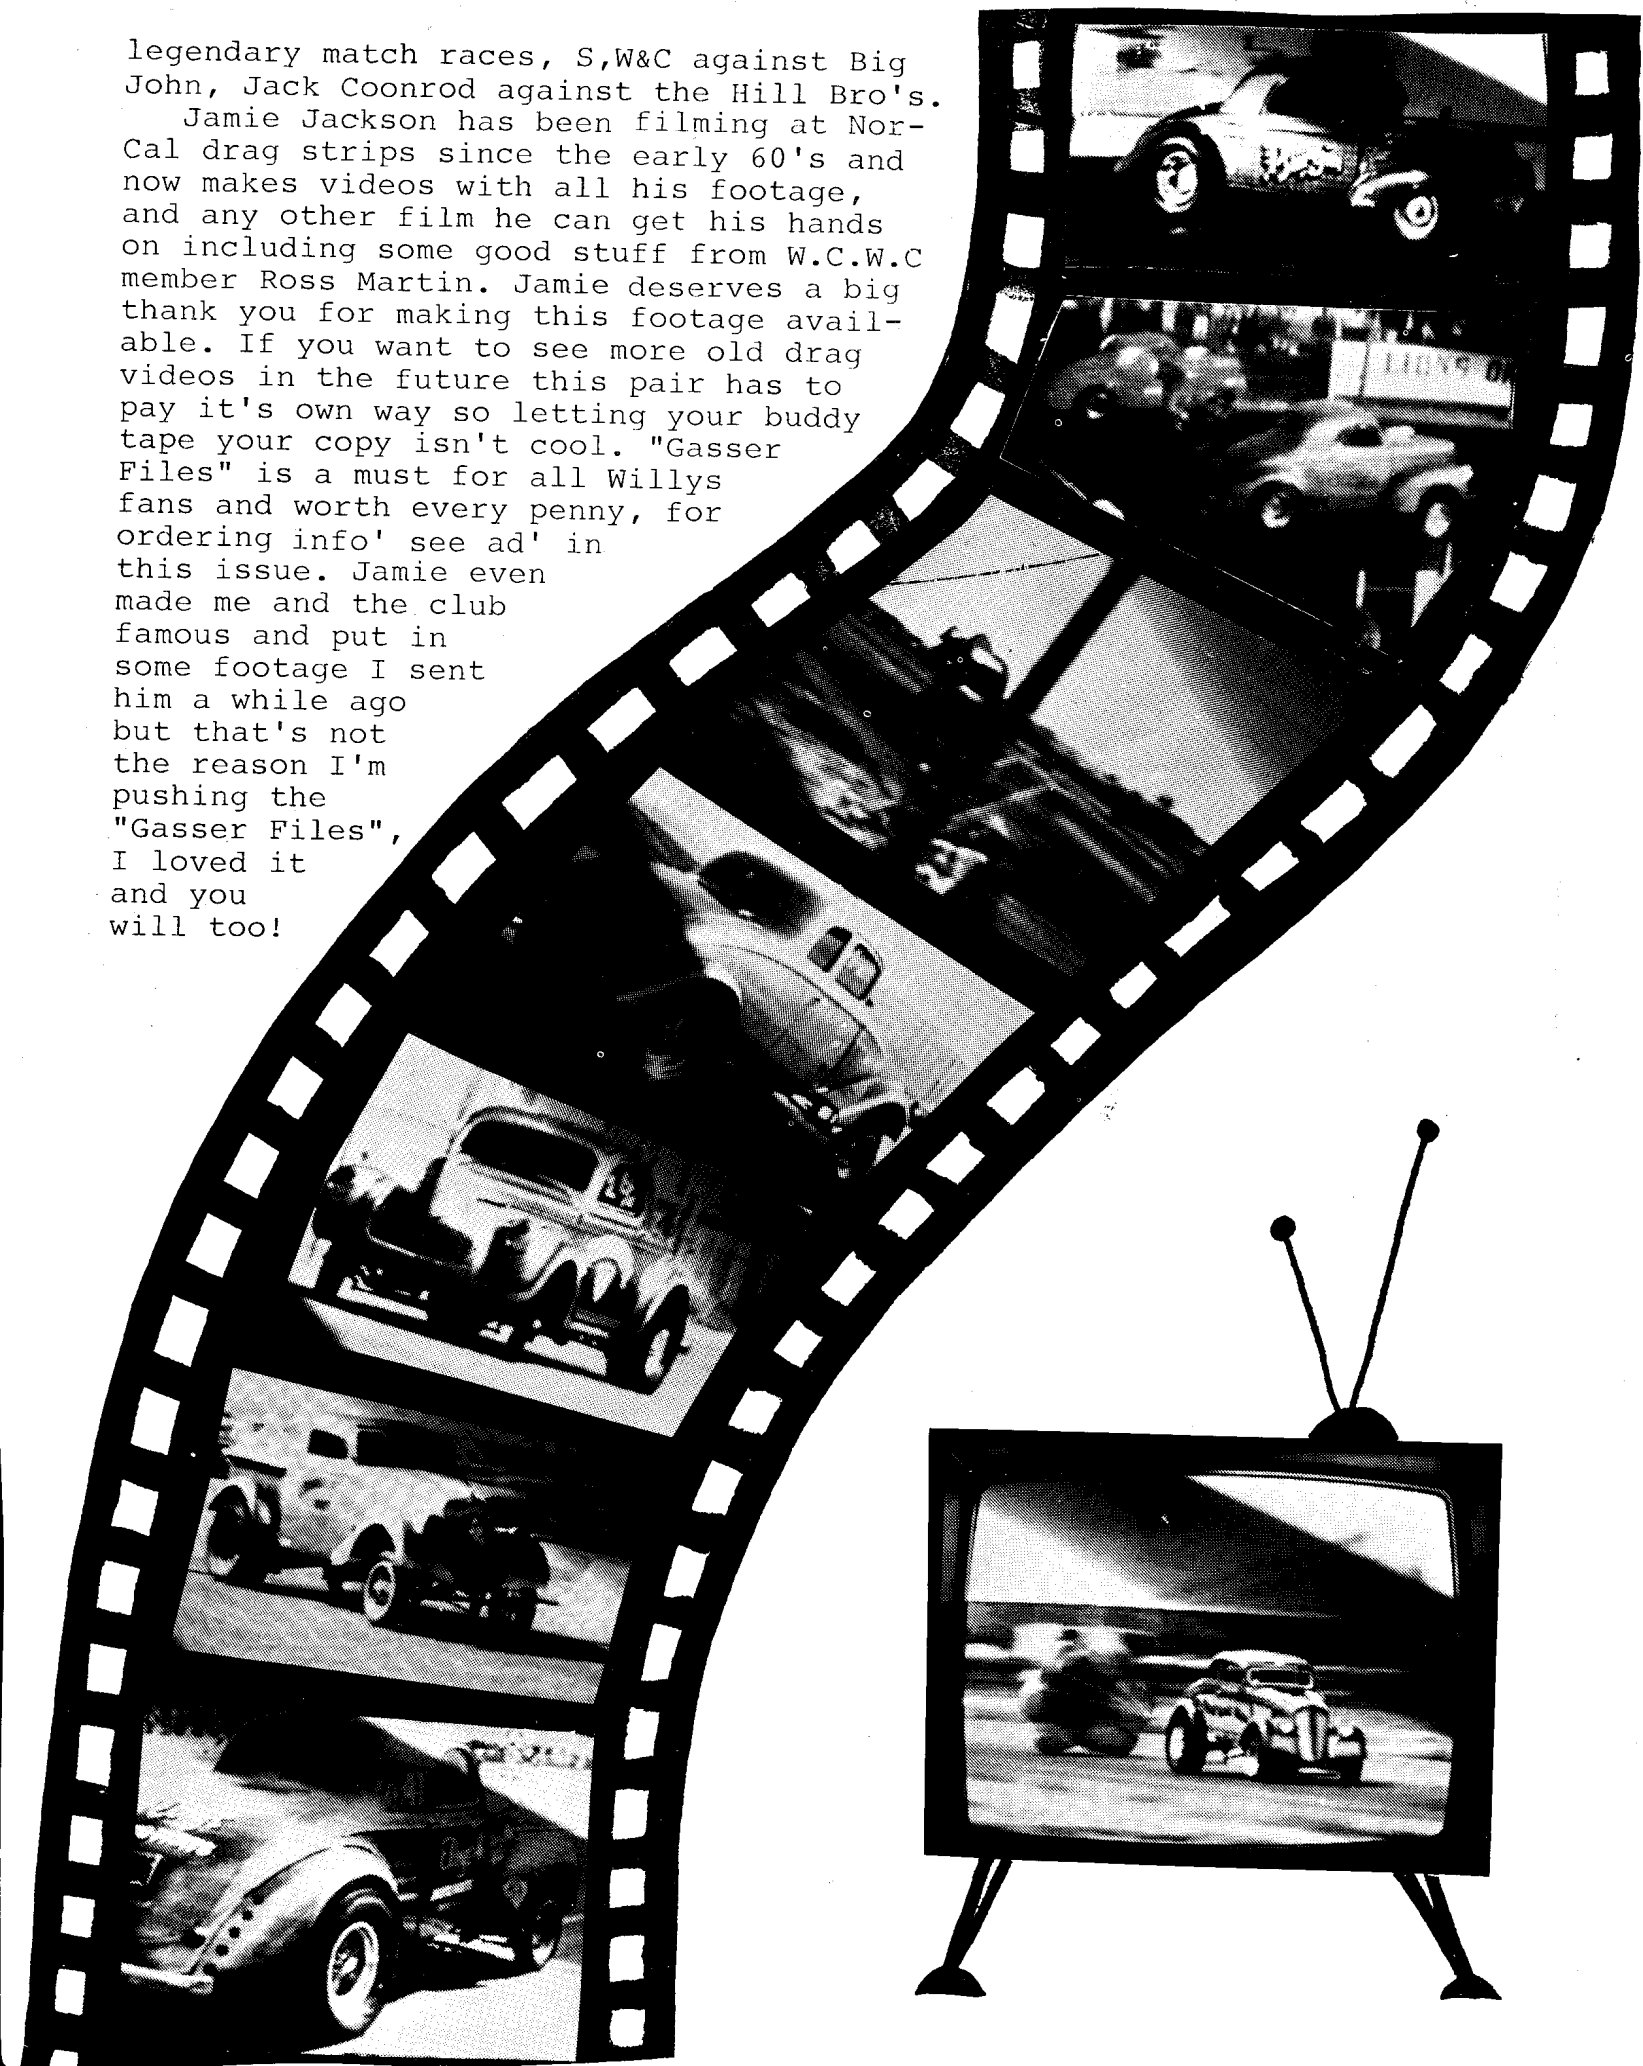 legendary match races, S,W&C against Big
John, Jack Coonrod against the Hill Bro's.
Jamie Jackson has been filming at Nor-
Cal drag strips since the early 60's and
now makes videos with all his footage,
and any other film he can get his hands
on including some good stuff from W.C.W.C
member Ross Martin. Jamie deserves a big
thank you for making this footage avail-
able. If you want to see more old drag
videos in the future this pair has to
pay it's own way so letting your buddy
tape your copy isn't cool. "Gasser
Files" is a must for all Willys
fans and worth every penny, for
ordering info' see ad' in
this issue. Jamie even
made me and the club
famous and put in
some footage I sent
him a while ago
but that's not
the reason I'm
pushing the
"Gasser Files",
I loved it
and you
will too!